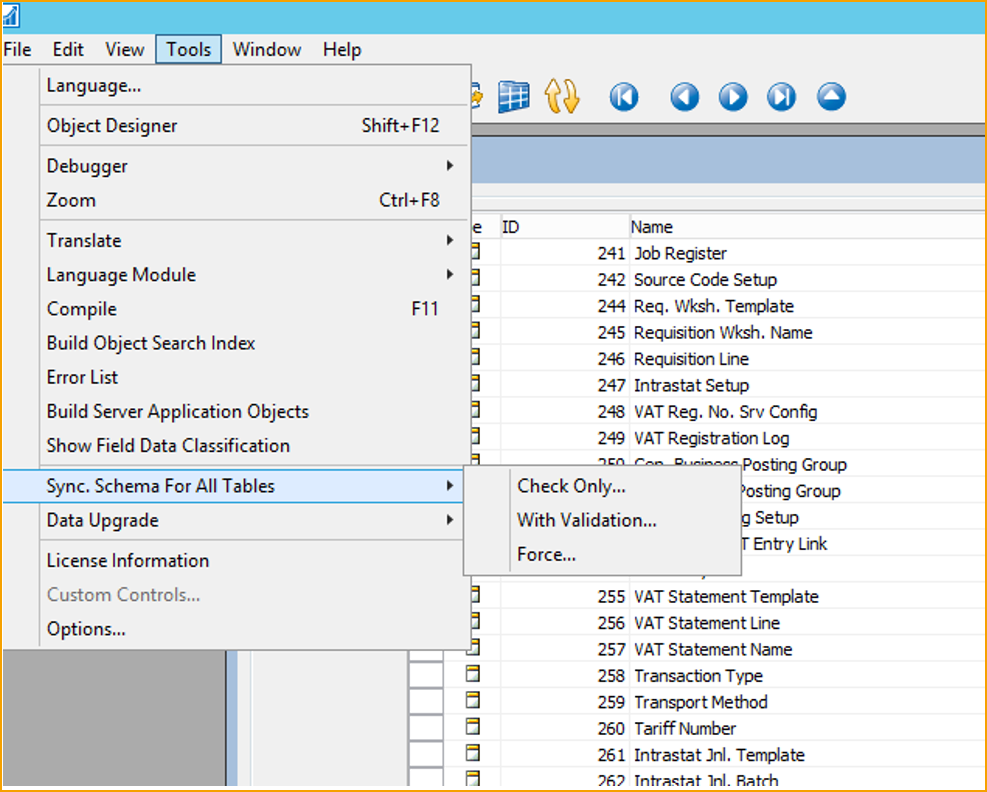 File Edit View Tools Window Help
Language...
Object Designer Shift+F12
Debugger
Zoom Ctrl+F8
Translate
Language Module
Compile F11
Build Object Search Index
Error List
Build Server Application Objects
Show Field Data Classification
Sync. Schema For All Tables
Data Upgrade
License Information
Custom Controls...
Options...
Check Only...
With Validation...
Force...
e ID Name
241 Job Register
242 Source Code Setup
244 Req. Wksh. Template
245 Requisition Wksh. Name
246 Requisition Line
247 Intrastat Setup
248 VAT Reg. No. Srv Config
249 VAT Registration Log
250 Gen. Business Posting Group
Posting Group
g Setup
T Entry Link
255 VAT Statement Template
256 VAT Statement Line
257 VAT Statement Name
258 Transaction Type
259 Transport Method
260 Tariff Number
261 Intrastat Jnl. Template
262 Intrastat Jnl. Batch